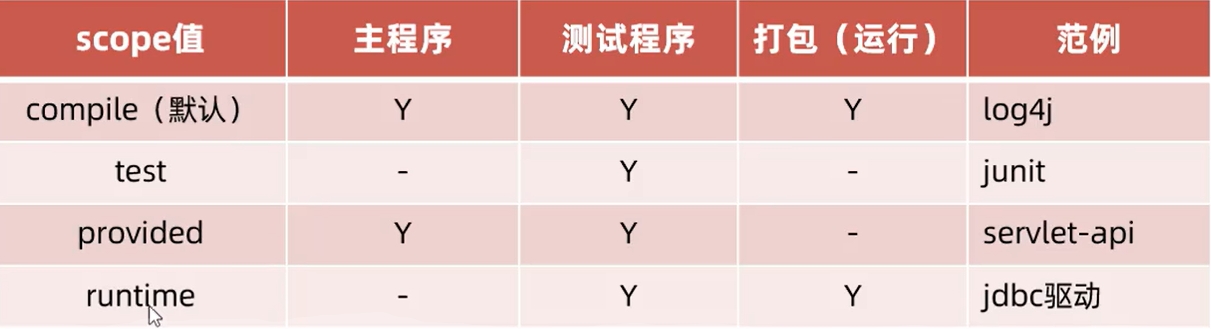 scope值 主程序 测试程序 打包（运行） 范例
compile（默认） Y Y Y log4j
test - Y - junit
provided Y Y - servlet-api
runtime - Y Y jdbc驱动